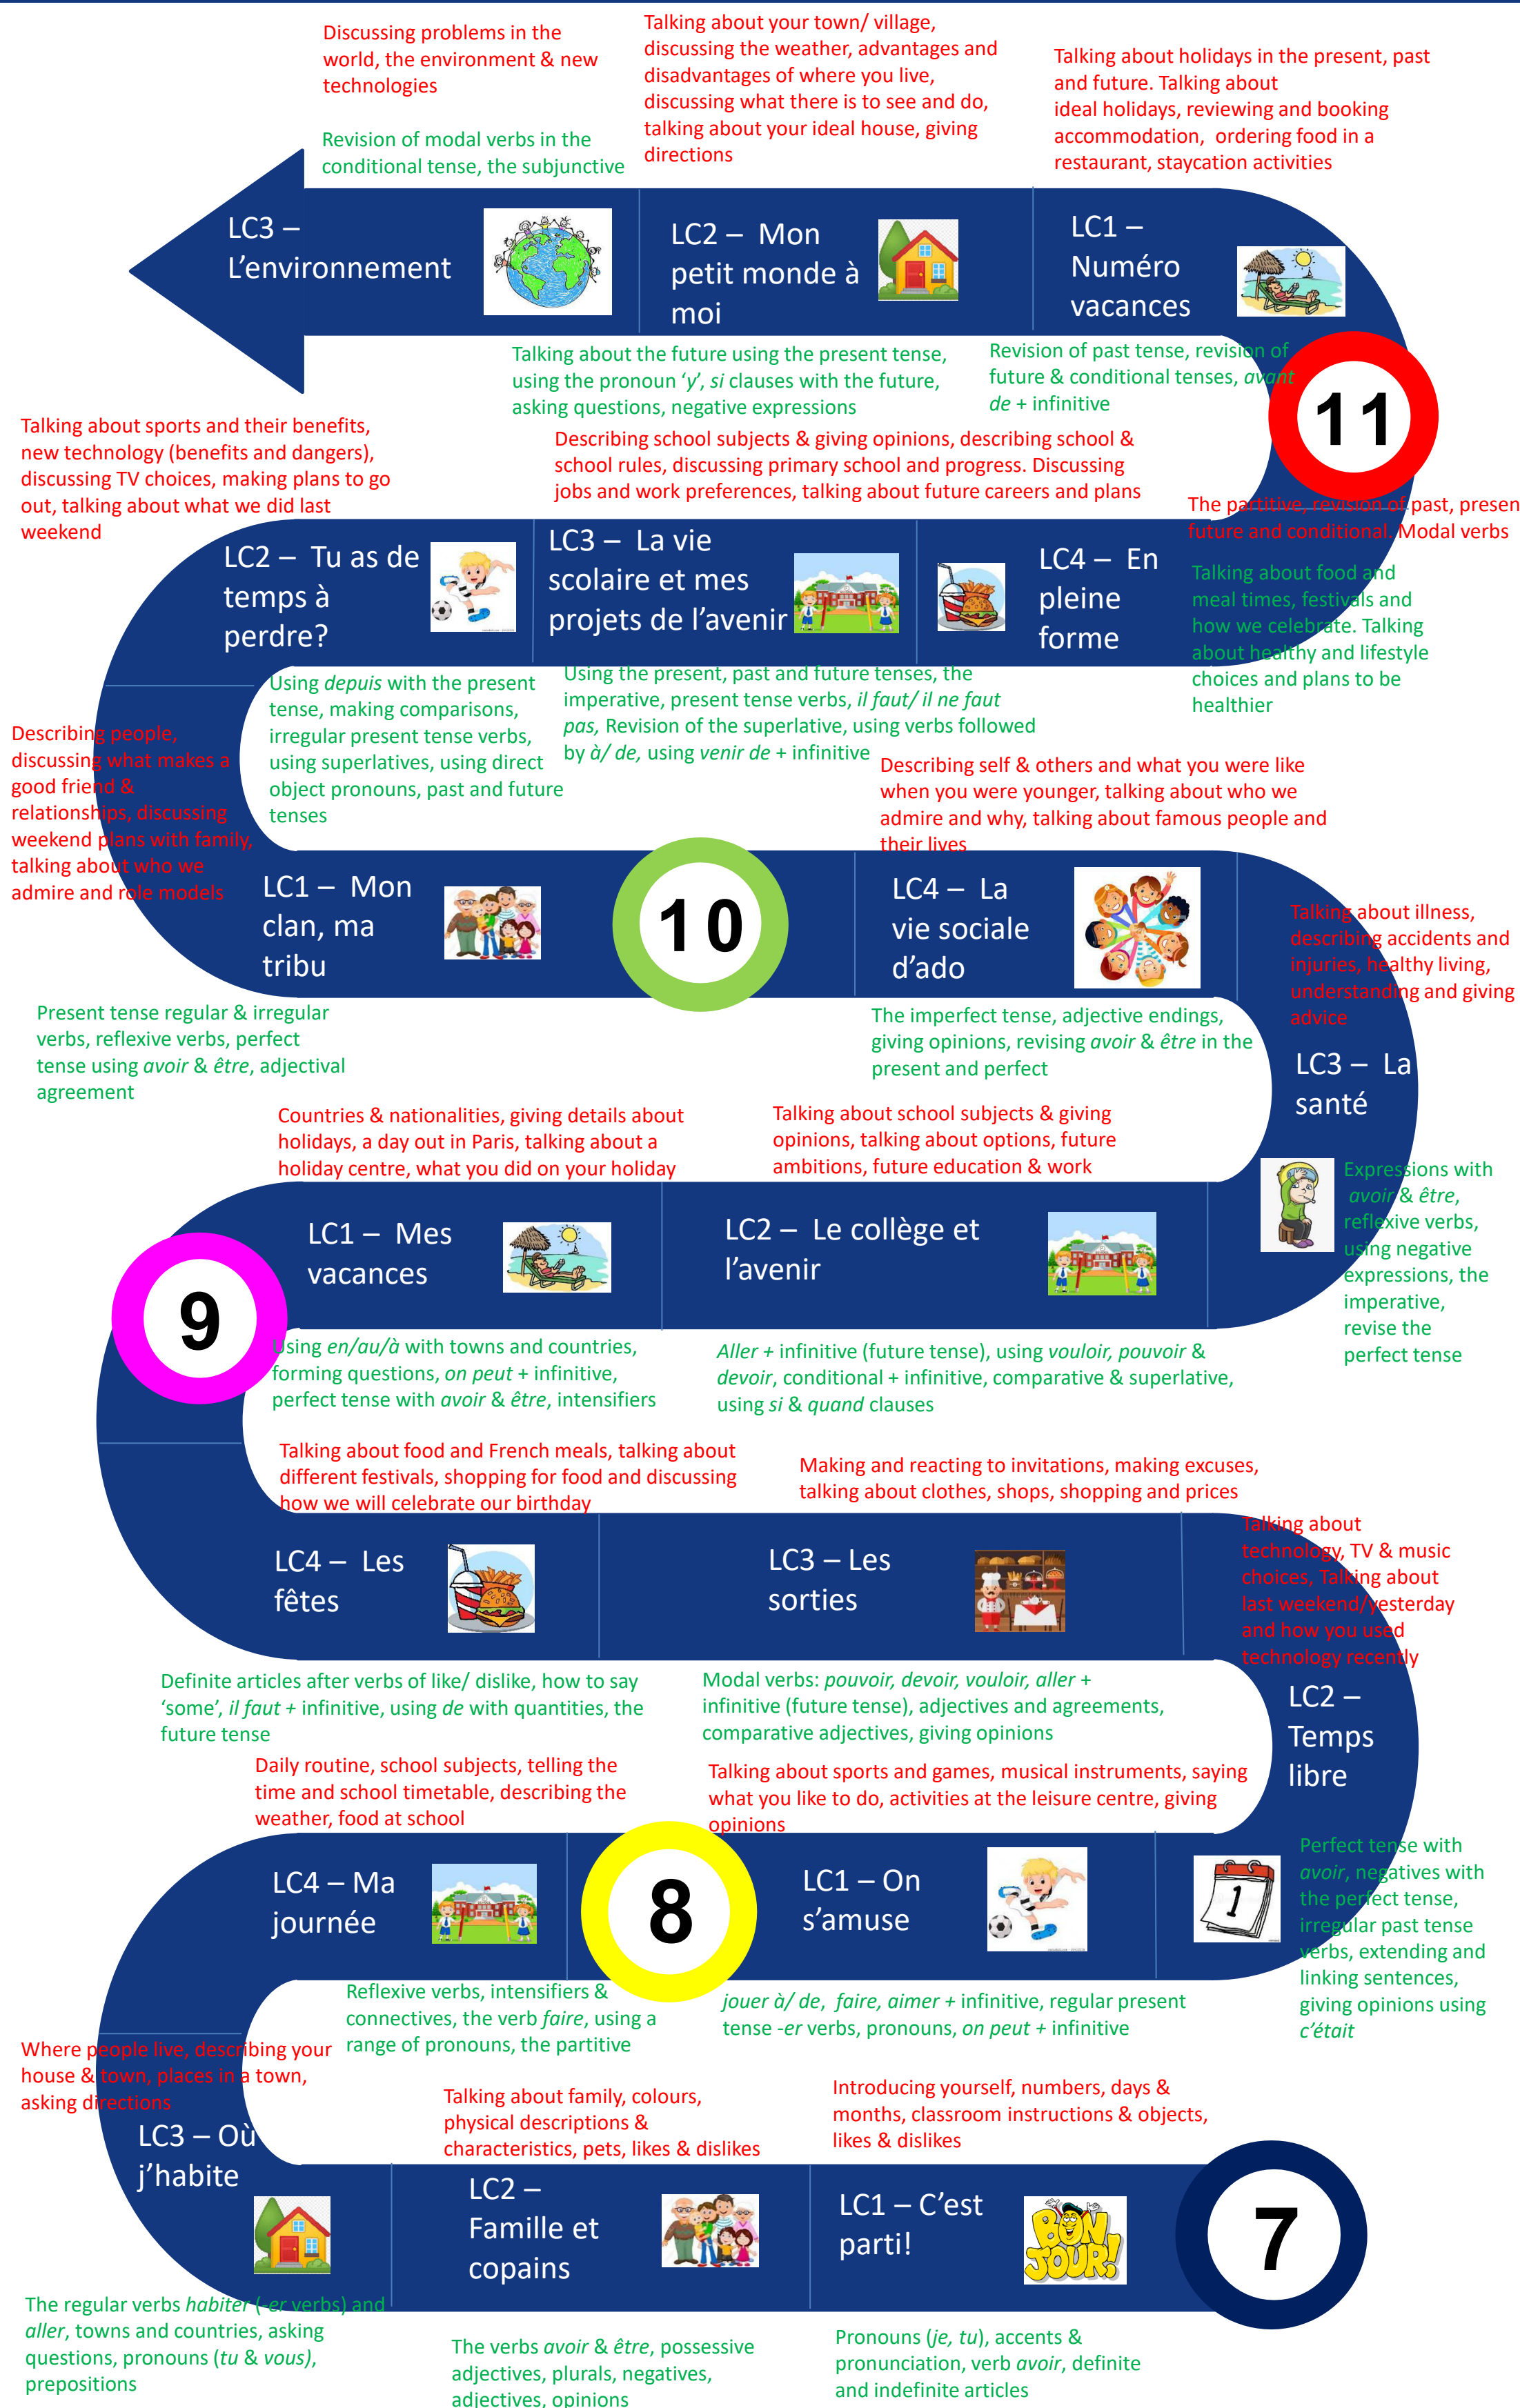 Discussing problems in the
world, the environment & new
technologies
Revision of modal verbs in the
conditional tense, the subjunctive
Talking about your town/ village,
discussing the weather, advantages and
disadvantages of where you live,
discussing what there is to see and do,
talking about your ideal house, giving
directions
Talking about holidays in the present, past
and future. Talking about
ideal holidays, reviewing and booking
accommodation, ordering food in a
restaurant, staycation activities
LC3 –
L'environnement
LC2 – Mon
petit monde à
moi
LC1 –
Numéro
vacances
Talking about the future using the present tense,
using the pronoun 'y', si clauses with the future,
asking questions, negative expressions
Revision of past tense, revision of
future & conditional tenses, avant
de + infinitive
11
Talking about sports and their benefits,
new technology (benefits and dangers),
discussing TV choices, making plans to go
out, talking about what we did last
weekend
Describing school subjects & giving opinions, describing school &
school rules, discussing primary school and progress. Discussing
jobs and work preferences, talking about future careers and plans
The partitive, revision of past, presen
future and conditional. Modal verbs
LC2 – Tu as de
temps à
perdre?
LC3 – La vie
scolaire et mes
projets de l'avenir
LC4 – En
pleine
forme
Talking about food and
meal times, festivals and
how we celebrate. Talking
about healthy and lifestyle
choices and plans to be
healthier
Using depuis with the present
tense, making comparisons,
irregular present tense verbs,
using superlatives, using direct
object pronouns, past and future
tenses
Using the present, past and future tenses, the
imperative, present tense verbs, il faut/ il ne faut
pas, Revision of the superlative, using verbs followed
by à/ de, using venir de + infinitive
Describing people,
discussing what makes a
good friend &
relationships, discussing
weekend plans with family,
talking about who we
admire and role models
Describing self & others and what you were like
when you were younger, talking about who we
admire and why, talking about famous people and
their lives
LC1 – Mon
clan, ma
tribu
10
LC4 – La
vie sociale
d'ado
Talking about illness,
describing accidents and
injuries, healthy living,
understanding and giving
advice
Present tense regular & irregular
verbs, reflexive verbs, perfect
tense using avoir & être, adjectival
agreement
The imperfect tense, adjective endings,
giving opinions, revising avoir & être in the
present and perfect
LC3 – La
santé
Countries & nationalities, giving details about
holidays, a day out in Paris, talking about a
holiday centre, what you did on your holiday
Talking about school subjects & giving
opinions, talking about options, future
ambitions, future education & work
Expressions with
avoir & être,
reflexive verbs,
using negative
expressions, the
imperative,
revise the
perfect tense
9
LC1 – Mes
vacances
LC2 – Le collège et
l'avenir
Using en/au/à with towns and countries,
forming questions, on peut + infinitive,
perfect tense with avoir & être, intensifiers
Aller + infinitive (future tense), using vouloir, pouvoir &
devoir, conditional + infinitive, comparative & superlative,
using si & quand clauses
Talking about food and French meals, talking about
different festivals, shopping for food and discussing
how we will celebrate our birthday
Making and reacting to invitations, making excuses,
talking about clothes, shops, shopping and prices
Talking about
technology, TV & music
choices, Talking about
last weekend/yesterday
and how you used
technology recently
LC4 – Les
fêtes
LC3 – Les
sorties
LC2 –
Temps
libre
Definite articles after verbs of like/ dislike, how to say
'some', il faut + infinitive, using de with quantities, the
future tense
Modal verbs: pouvoir, devoir, vouloir, aller +
infinitive (future tense), adjectives and agreements,
comparative adjectives, giving opinions
Daily routine, school subjects, telling the
time and school timetable, describing the
weather, food at school
Talking about sports and games, musical instruments, saying
what you like to do, activities at the leisure centre, giving
opinions
LC4 – Ma
journée
8
LC1 – On
s'amuse
1
Perfect tense with
avoir, negatives with
the perfect tense,
irregular past tense
verbs, extending and
linking sentences,
giving opinions using
c'était
Reflexive verbs, intensifiers &
connectives, the verb faire, using a
range of pronouns, the partitive
jouer à/ de, faire, aimer + infinitive, regular present
tense -er verbs, pronouns, on peut + infinitive
Where people live, describing your
house & town, places in a town,
asking directions
Talking about family, colours,
physical descriptions &
characteristics, pets, likes & dislikes
Introducing yourself, numbers, days &
months, classroom instructions & objects,
likes & dislikes
LC3 – Où
j'habite
LC2 –
Famille et
copains
LC1 – C'est
parti!
BONJOUR!
7
The regular verbs habiter (-er verbs) and
aller, towns and countries, asking
questions, pronouns (tu & vous),
prepositions
The verbs avoir & être, possessive
adjectives, plurals, negatives,
adjectives, opinions
Pronouns (je, tu), accents &
pronunciation, verb avoir, definite
and indefinite articles